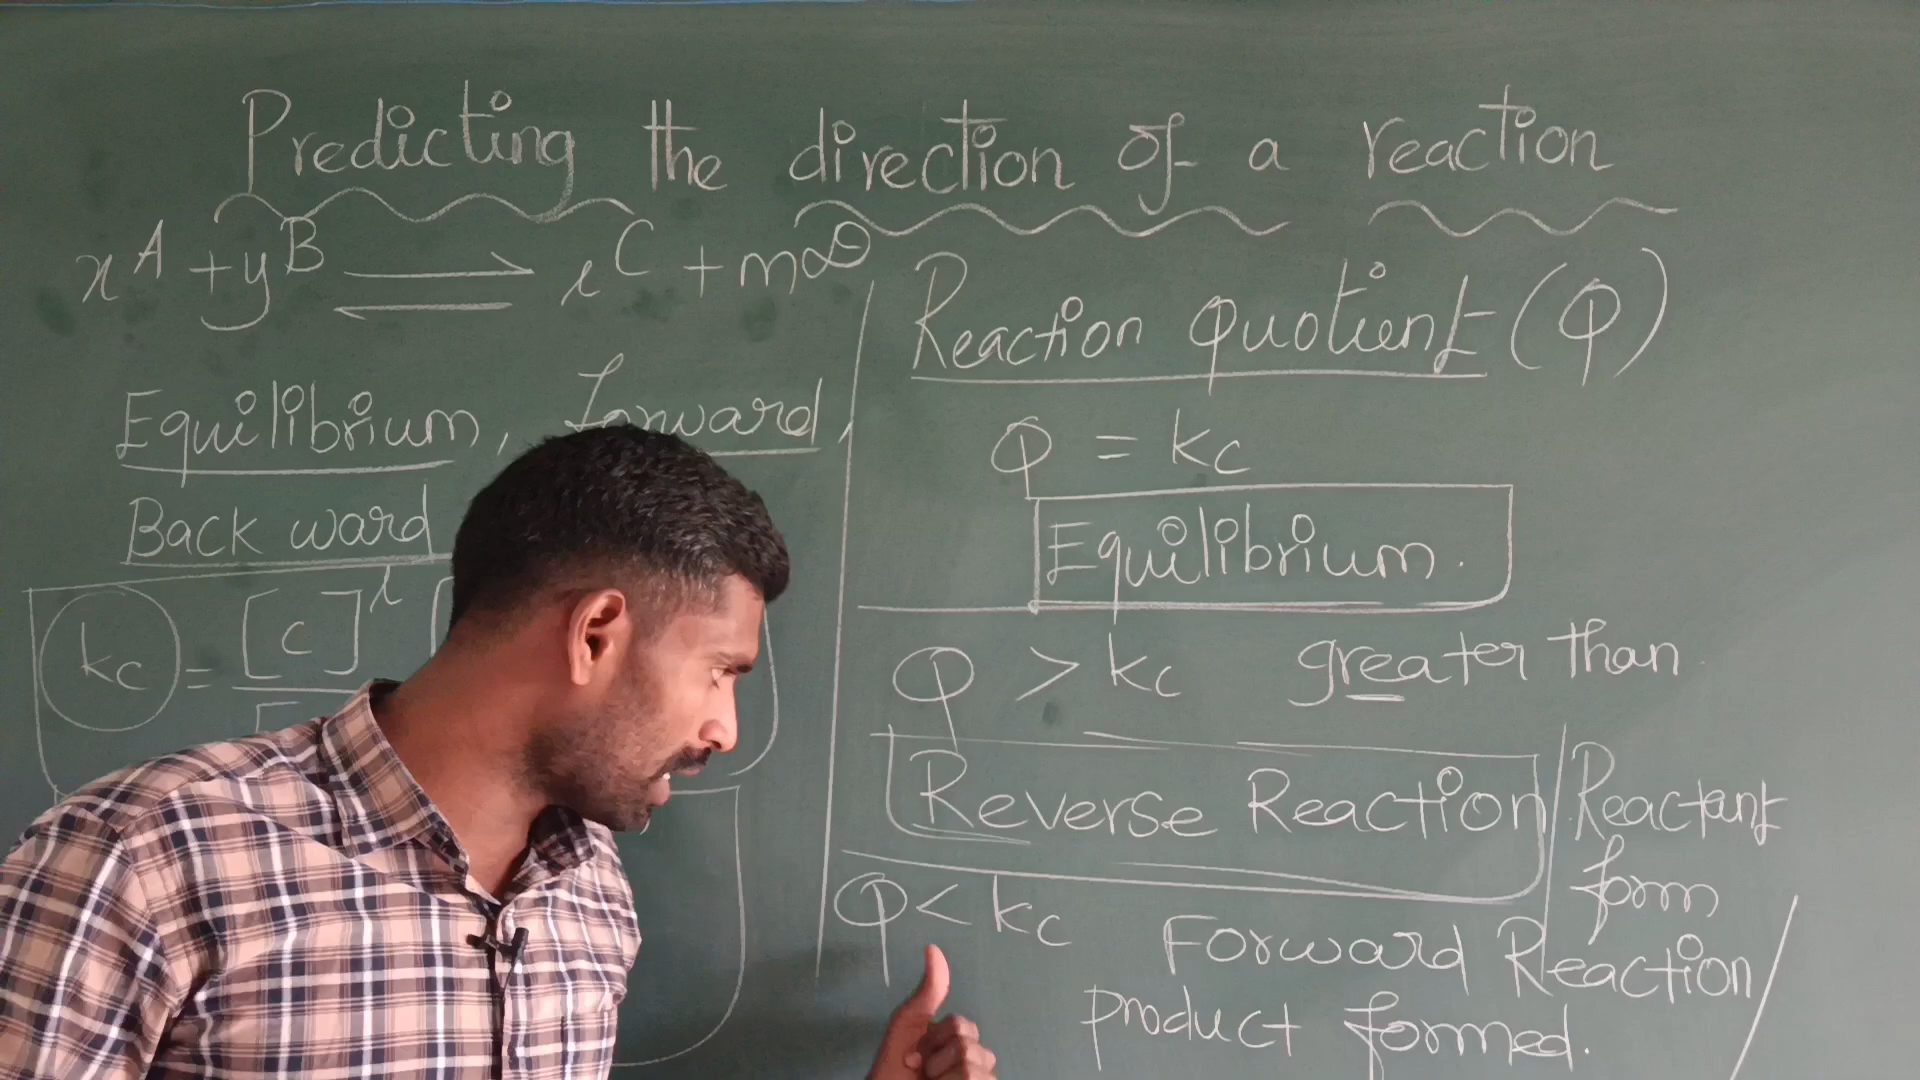 Predicting the direction of a reaction
xA + yB ⇌ lC + mD
Equilibrium, Forward,
Back ward
kc = [C]^l [
[
Reaction Quotient (Q)
Q = kc
Equilibrium.
Q > kc greater than
Reverse Reaction
Reactant
form
Q < kc Forward Reaction
product formed.